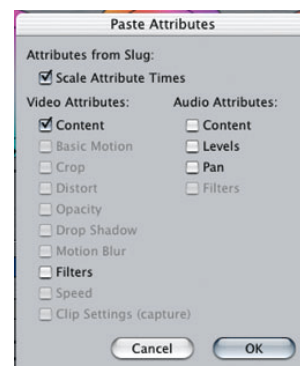 Paste Attributes
Attributes from Slug:
Scale Attribute Times
Video Attributes:
Content
Basic Motion
Crop
Distort
Opacity
Drop Shadow
Motion Blur
Filters
Speed
Clip Settings (capture)
Audio Attributes:
Content
Levels
Pan
Filters
Cancel
OK